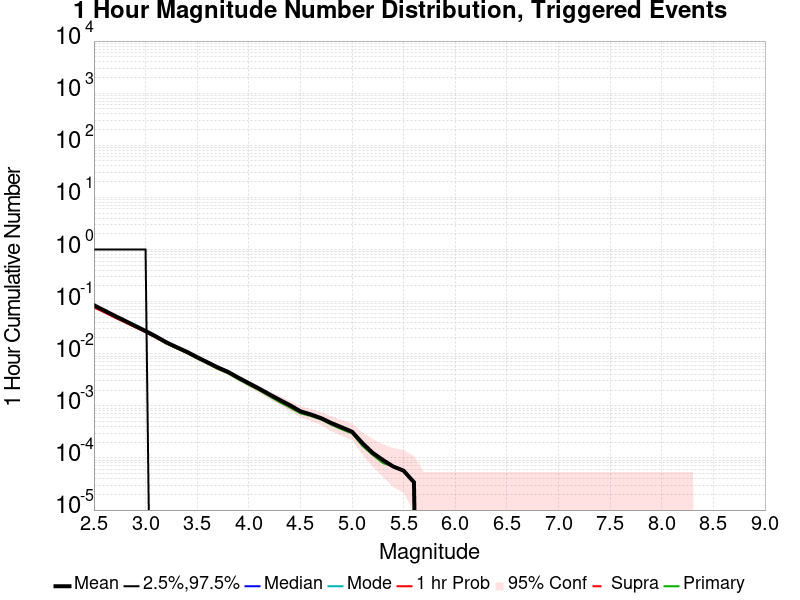 1 Hour Magnitude Number Distribution, Triggered Events
1 Hour Cumulative Number
10^4
10^3
10^2
10^1
10^0
10^-1
10^-2
10^-3
10^-4
10^-5
2.5 3.0 3.5 4.0 4.5 5.0 5.5 6.0 6.5 7.0 7.5 8.0 8.5 9.0
Magnitude
Mean 2.5%,97.5% Median Mode 1 hr Prob 95% Conf Supra Primary